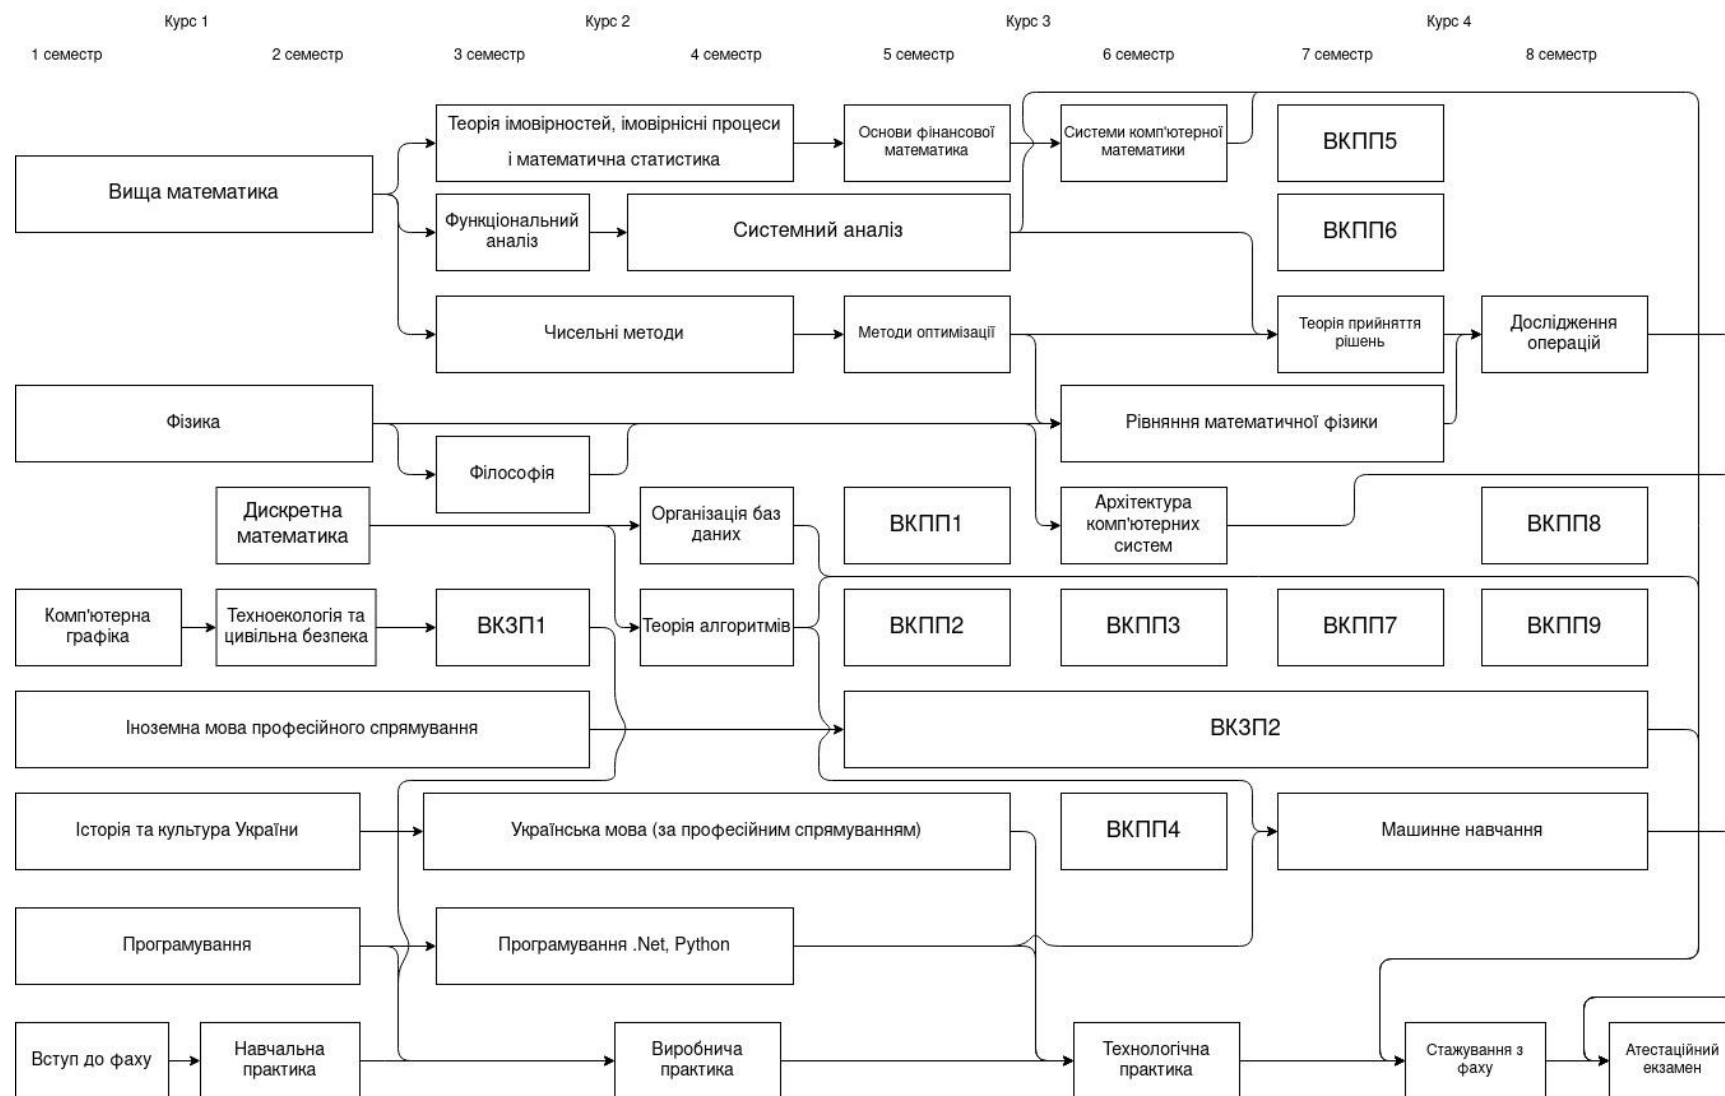 Курс 1
Курс 2
Курс 3
Курс 4
1 семестр
2 семестр
3 семестр
4 семестр
5 семестр
6 семестр
7 семестр
8 семестр
Теорія імовірностей, імовірнісні процеси
і математична статистика
Основи фінансової
математика
Системи комп'ютерної
математики
ВКПП5
Вища математика
Функціональний
аналіз
Системний аналіз
ВКПП6
Чисельні методи
Методи оптимізації
Теорія прийняття
рішень
Дослідження
операцій
Фізика
Рівняння математичної фізики
Філософія
Дискретна
математика
Організація баз
даних
ВКПП1
Архітектура
комп'ютерних
систем
ВКПП8
Комп'ютерна
графіка
Техноекологія та
цивільна безпека
ВКЗП1
Теорія алгоритмів
ВКПП2
ВКПП3
ВКПП7
ВКПП9
Іноземна мова професійного спрямування
ВКЗП2
Історія та культура України
Українська мова (за професійним спрямуванням)
ВКПП4
Машинне навчання
Програмування
Програмування .Net, Python
Вступ до фаху
Навчальна
практика
Виробнича
практика
Технологічна
практика
Стажування з
фаху
Атестаційний
екзамен